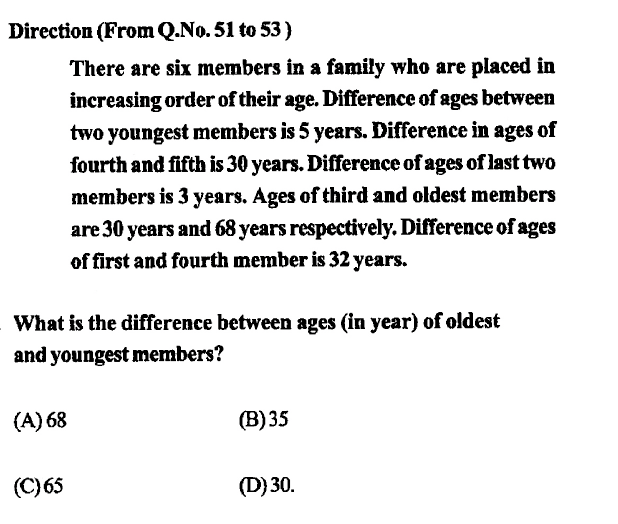 Direction (From Q.No. 51 to 53)
There are six members in a family who are placed in
increasing order of their age. Difference of ages between
two youngest members is 5 years. Difference in ages of
fourth and fifth is 30 years. Difference of ages of last two
members is 3 years. Ages of third and oldest members
are 30 years and 68 years respectively. Difference of ages
of first and fourth member is 32 years.
What is the difference between ages (in year) of oldest
and youngest members?
(A) 68 (B) 35
(C) 65 (D) 30.